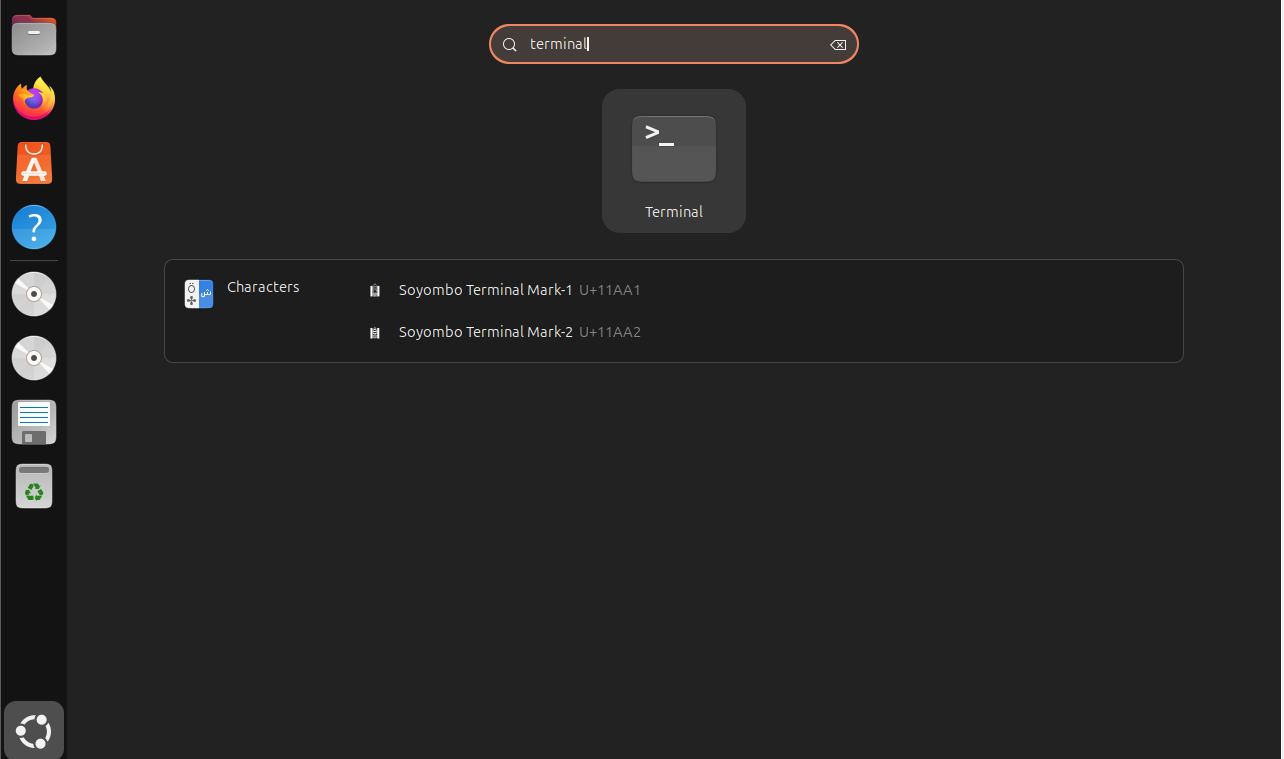 terminal
>_
Terminal
Characters
Soyombo Terminal Mark-1 U+11AA1
Soyombo Terminal Mark-2 U+11AA2